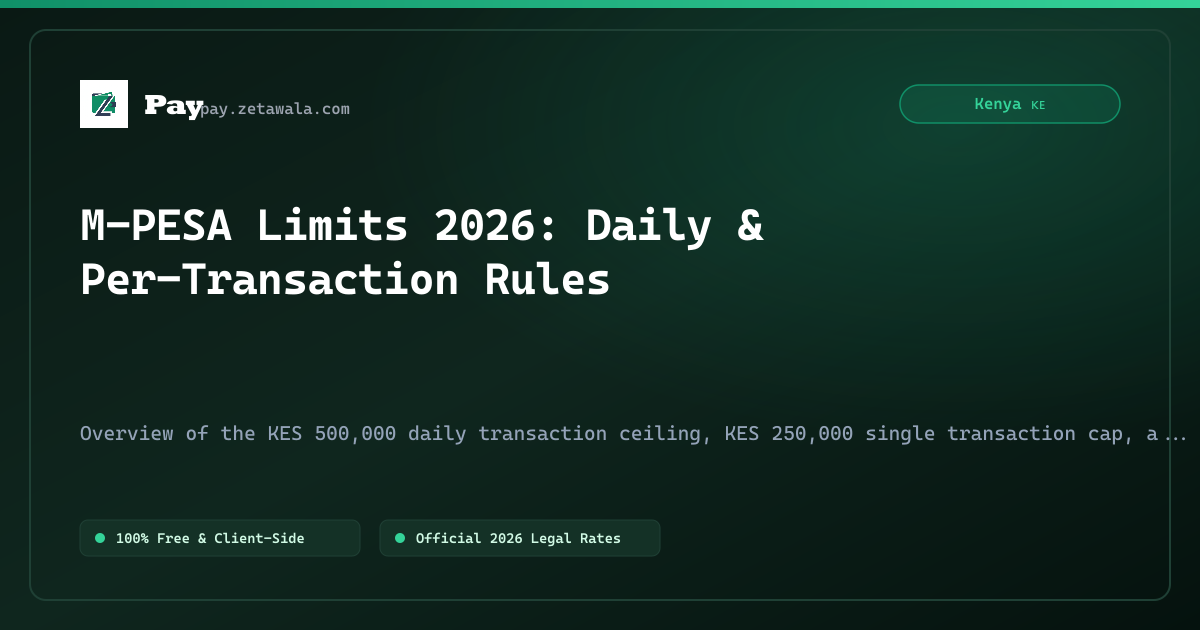 Pay pay.zetawala.com
Kenya KE
M-PESA Limits 2026: Daily &
Per-Transaction Rules
Overview of the KES 500,000 daily transaction ceiling, KES 250,000 single transaction cap, a...
100% Free & Client-Side
Official 2026 Legal Rates